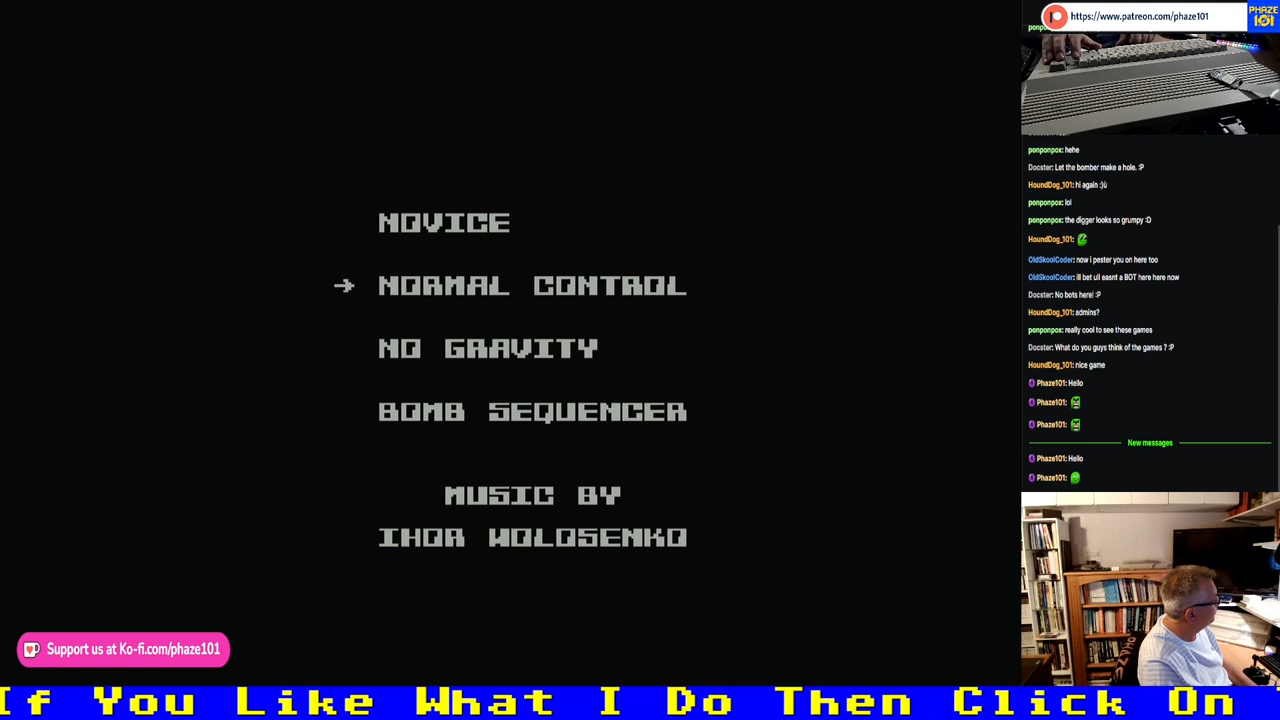 NOVICE
→ NORMAL CONTROL
NO GRAVITY
BOMB SEQUENCER
MUSIC BY
IHOR WOLOSENKO
Support us at Ko-fi.com/phaze101
If You Like What I Do Then Click On
https://www.patreon.com/phaze101
PHAZE
101
ponponpox: hehe
Docster: Let the bomber make a hole. :P
HoundDog_101: hi again :)ü
ponponpox: lol
ponponpox: the digger looks so grumpy :D
HoundDog_101:
OldSkoolCoder: now i pester you on here too
OldSkoolCoder: ill bet ull easnt a BOT here here now
Docster: No bots here! :P
HoundDog_101: admins?
ponponpox: really cool to see these games
Docster: What do you guys think of the games ? :P
HoundDog_101: nice game
Phaze101: Hello
Phaze101:
Phaze101:
New messages
Phaze101: Hello
Phaze101: